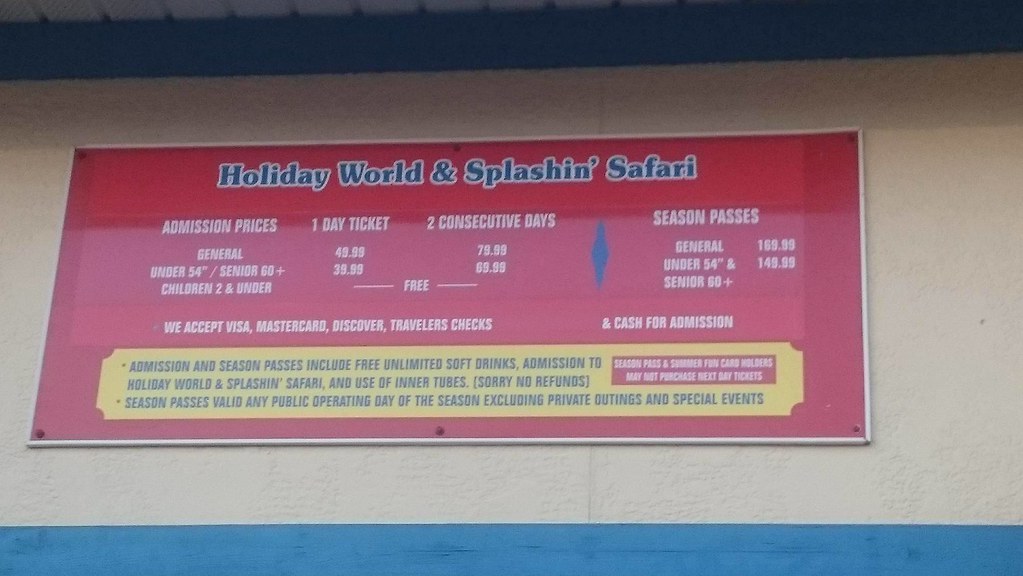 Holiday World & Splashin' Safari
ADMISSION PRICES 1 DAY TICKET 2 CONSECUTIVE DAYS SEASON PASSES
GENERAL 49.99 79.99 GENERAL 169.99
UNDER 54" / SENIOR 60+ 39.99 69.99 UNDER 54" & 149.99
CHILDREN 2 & UNDER FREE SENIOR 60+
WE ACCEPT VISA, MASTERCARD, DISCOVER, TRAVELERS CHECKS & CASH FOR ADMISSION
• ADMISSION AND SEASON PASSES INCLUDE FREE UNLIMITED SOFT DRINKS, ADMISSION TO
HOLIDAY WORLD & SPLASHIN' SAFARI, AND USE OF INNER TUBES. [SORRY NO REFUNDS]
SEASON PASS & SUMMER FUN CARD HOLDERS
MAY NOT PURCHASE NEXT DAY TICKETS
• SEASON PASSES VALID ANY PUBLIC OPERATING DAY OF THE SEASON EXCLUDING PRIVATE OUTINGS AND SPECIAL EVENTS